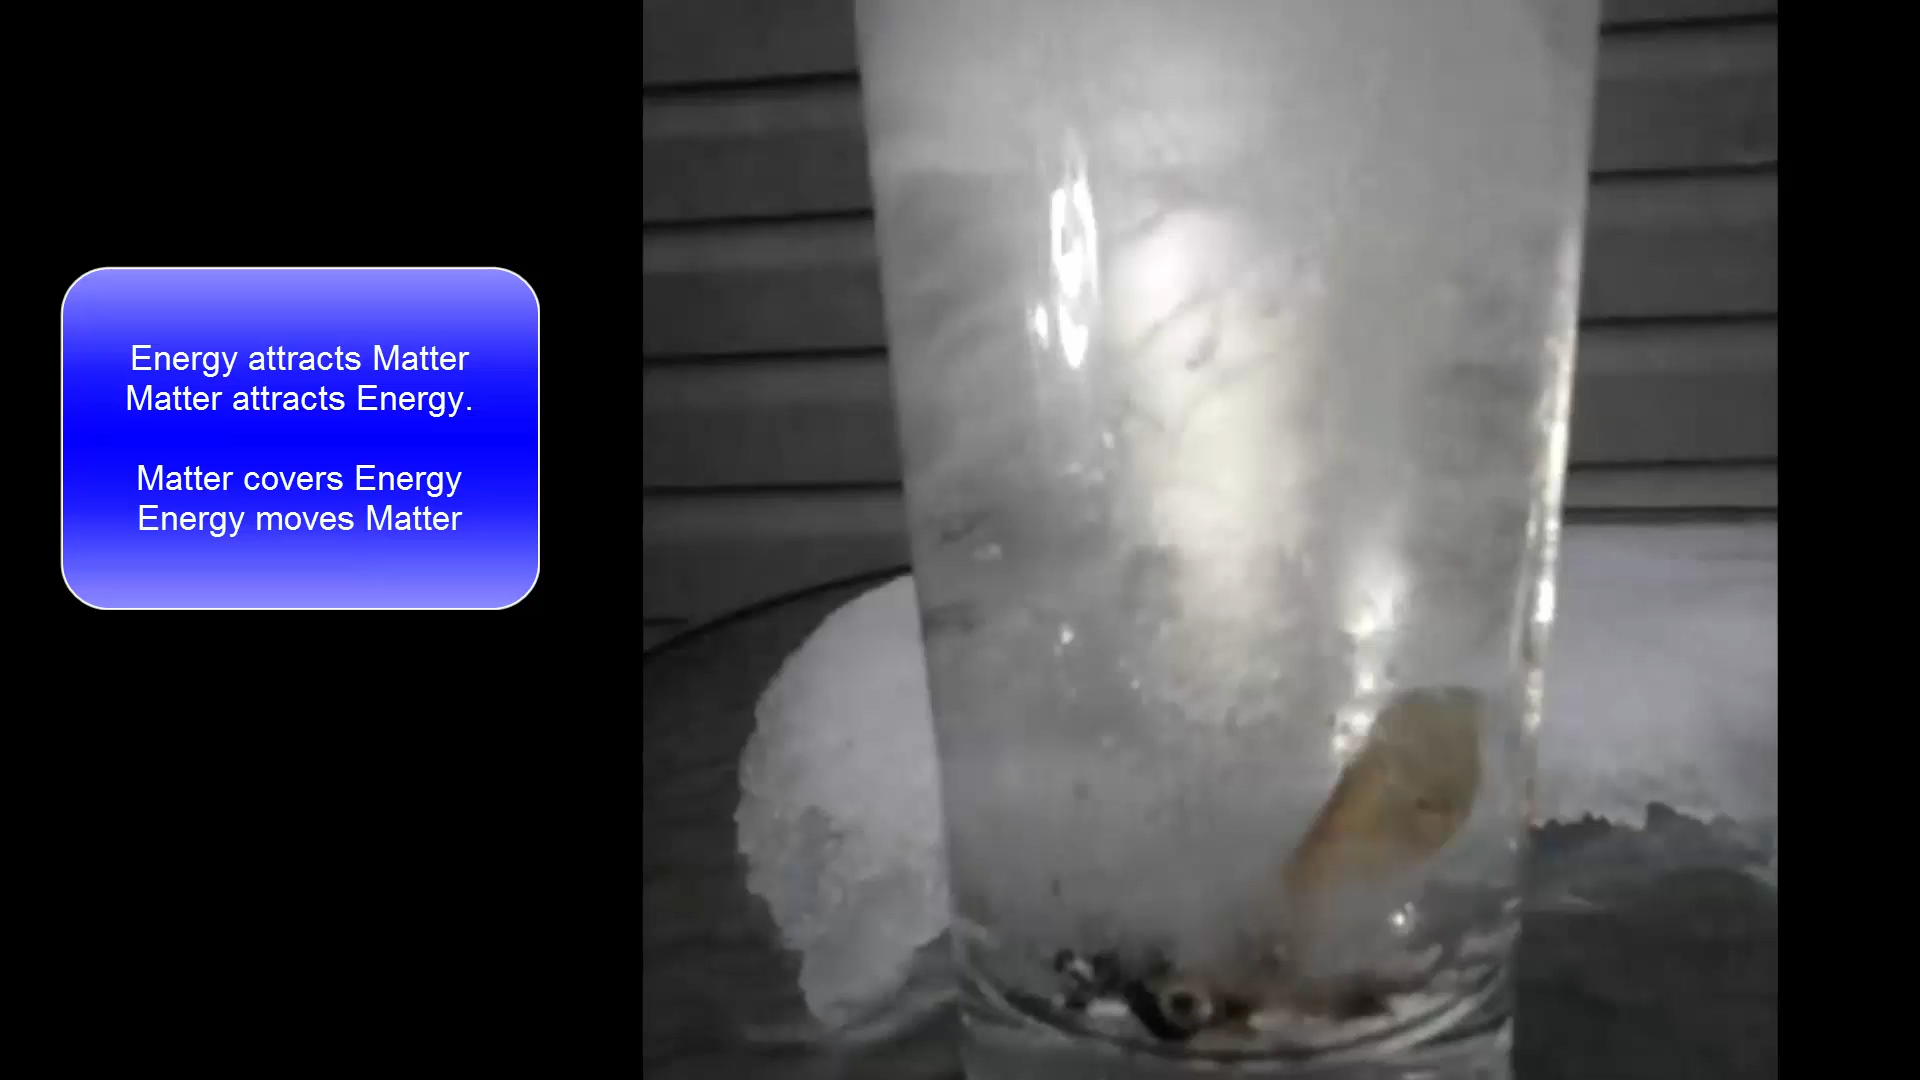 Energy attracts Matter
Matter attracts Energy.
Matter covers Energy
Energy moves Matter